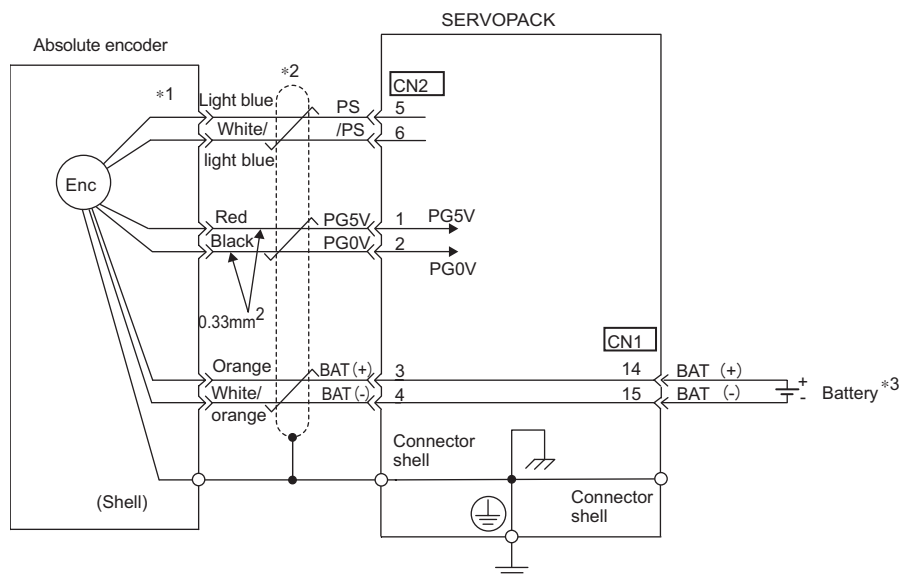 SERVOPACK
Absolute encoder
*1
*2
CN2
Light blue
PS
5
White/
light blue
/PS
6
Enc
Red
PG5V
1
PG5V
Black
PG0V
2
PG0V
0.33mm2
CN1
Orange
BAT (+)
3
14
BAT (+)
White/
orange
BAT (-)
4
15
BAT (-)
+
-
Battery *3
Connector
shell
(Shell)
Connector
shell